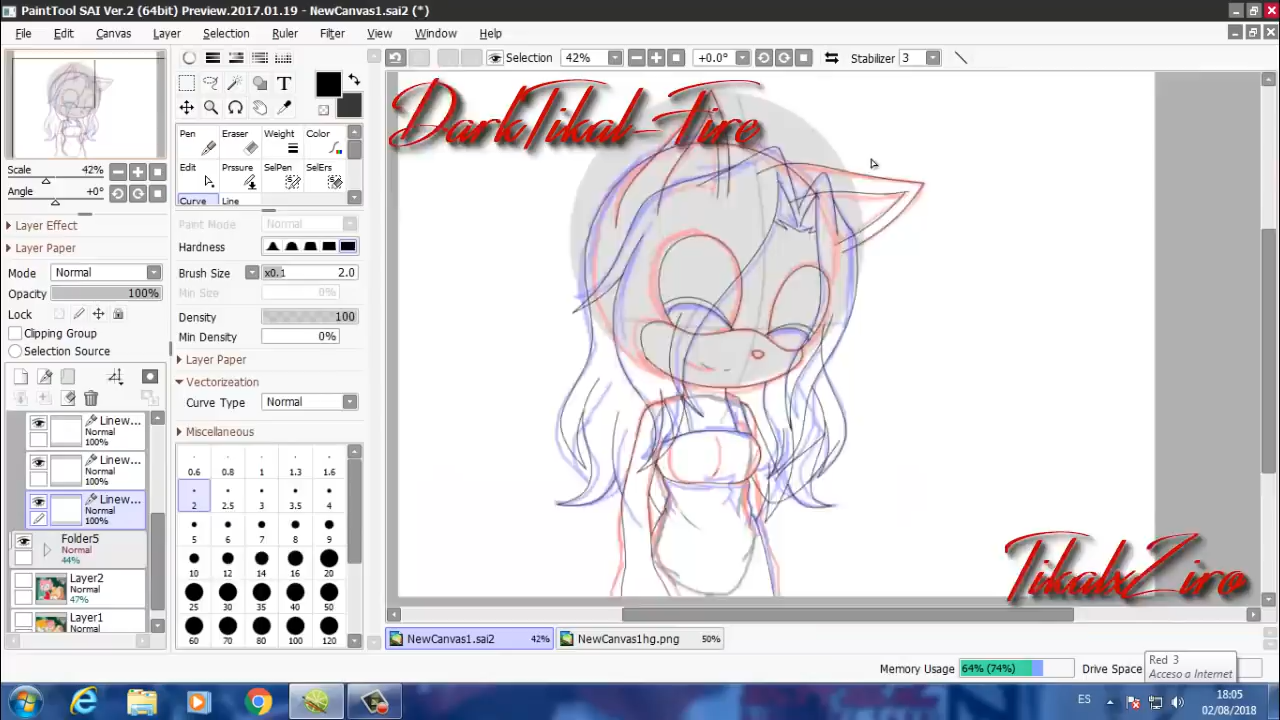 PaintTool SAI Ver.2 (64bit) Preview.2017.01.19 - NewCanvas1.sai2 (*)
File Edit Canvas Layer Selection Ruler Filter View Window Help
Selection 42% +0.0° Stabilizer 3
DarkTikal-Fire
Scale 42%
Angle +0°
Layer Effect
Layer Paper
Mode Normal
Opacity 100%
Lock
Clipping Group
Selection Source
Linew...
Normal
100%
Linew...
Normal
100%
Linew...
Normal
100%
Folder5
Normal
44%
Layer2
Normal
47%
Layer1
Normal
T
Pen Eraser Weight Color
Edit Prssure SelPen SelErs
Curve Line
Paint Mode Normal
Hardness
Brush Size x0.1 2.0
Min Size 0%
Density 100
Min Density 0%
Layer Paper
Vectorizeation
Curve Type Normal
Miscellaneous
0.6 0.8 1 1.3 1.6
2 2.5 3 3.5 4
5 6 7 8 9
10 12 14 16 20
25 30 35 40 50
60 70 80 100 120
TikalxZiro
NewCanvas1.sai2 42% NewCanvas1hg.png 50%
Memory Usage 64% (74%) Drive Space
Red 3
Acceso a Internet
ES
18:05
02/08/2018